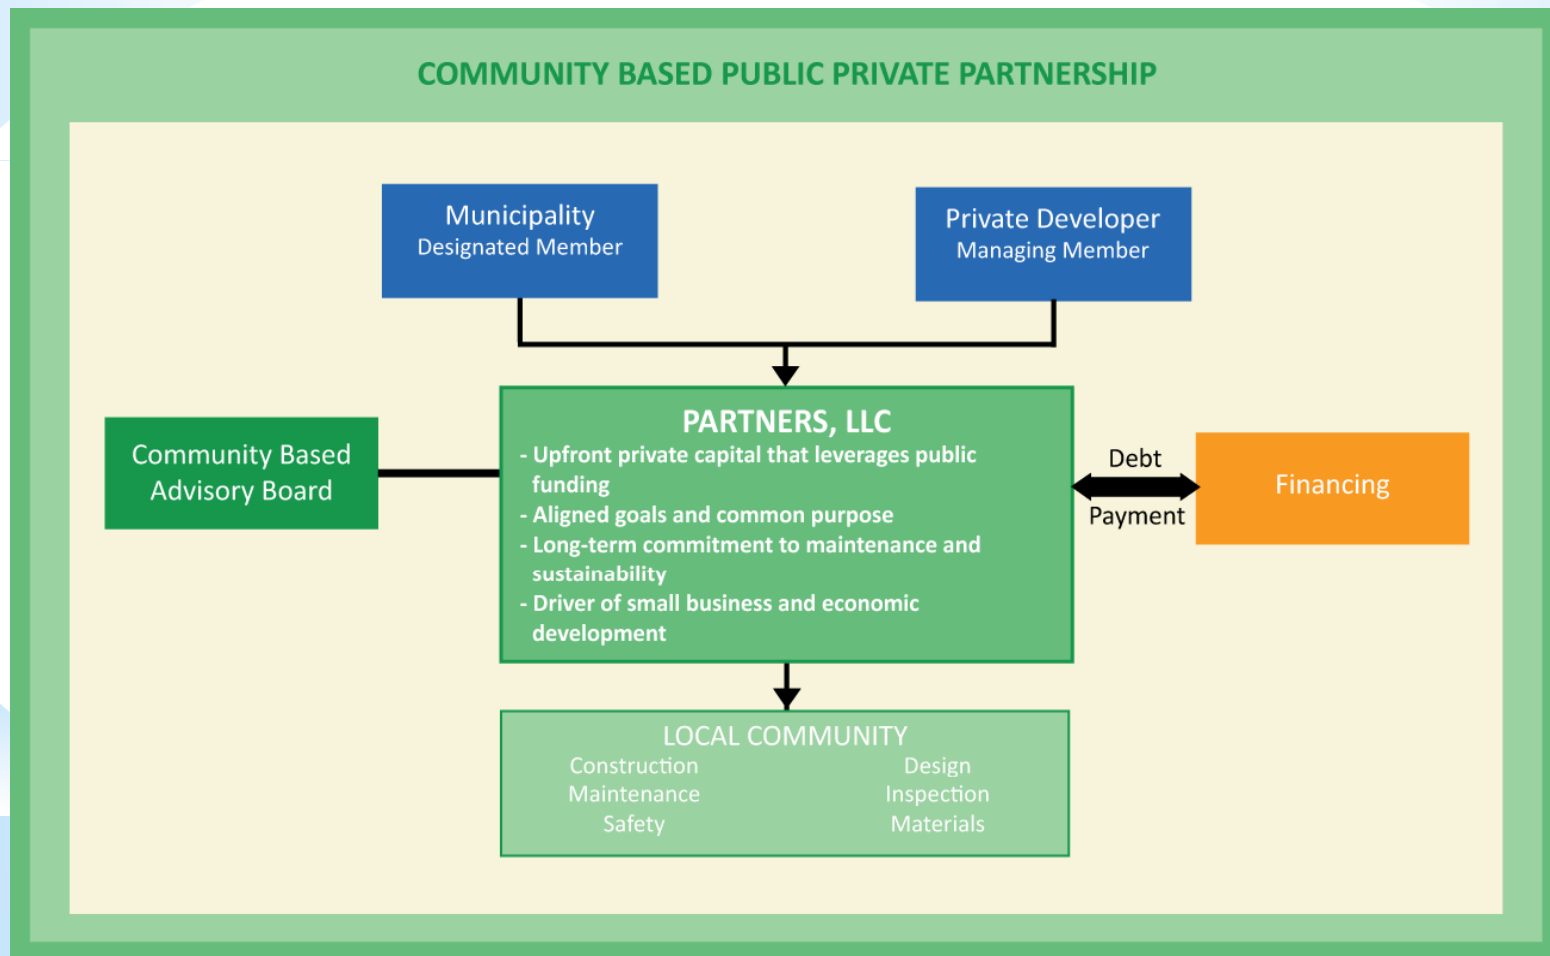 COMMUNITY BASED PUBLIC PRIVATE PARTNERSHIP
Municipality
Designated Member
Private Developer
Managing Member
Community Based
Advisory Board
PARTNERS, LLC
- Upfront private capital that leverages public
funding
- Aligned goals and common purpose
- Long-term commitment to maintenance and
sustainability
- Driver of small business and economic
development
Debt
Payment
Financing
LOCAL COMMUNITY
Construction
Maintenance
Safety
Design
Inspection
Materials